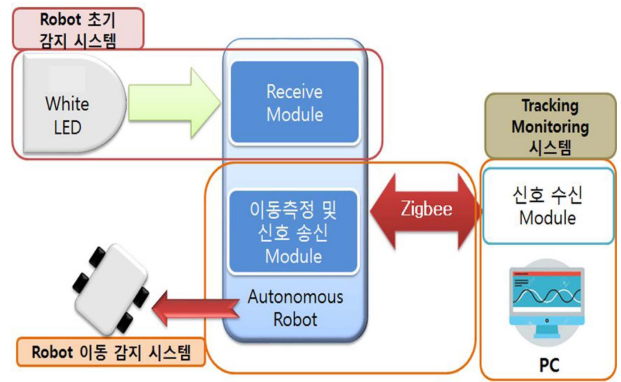 Robot 초기
감지 시스템
White
LED
Receive
Module
Tracking
Monitoring
시스템
이동측정 및
신호 송신
Module
Zigbee
신호 수신
Module
Autonomous
Robot
Robot 이동 감지 시스템
PC